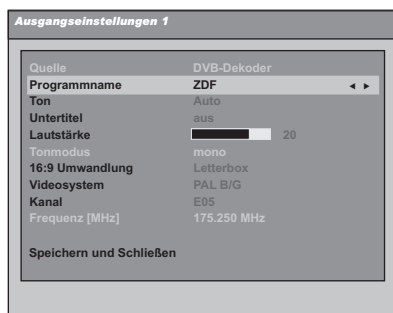 Ausgangseinstellungen 1
Quelle DVB-Dekoder
Programmname ZDF
Ton Auto
Untertitel aus
Lautstärke 20
Tonmodus mono
16:9 Umwandlung Letterbox
Videosystem PAL B/G
Kanal E05
Frequenz [MHz] 175.250 MHz
Speichern und Schließen